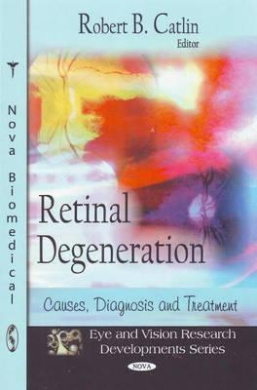 Robert B. Catlin
Editor
Nova Biomedical
Retinal
Degeneration
Causes, Diagnosis and Treatment
Eye and Vision Research
Developments Series
NOVA